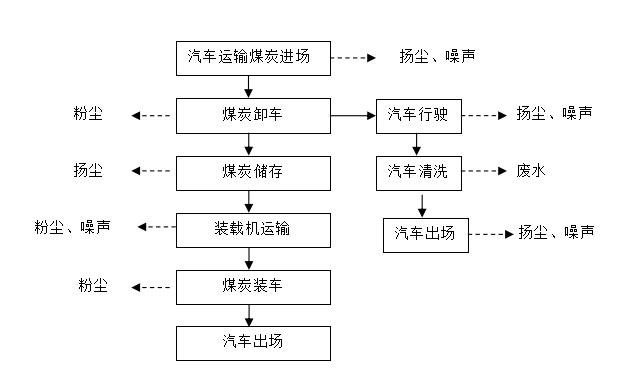 汽车运输煤炭进场
扬尘、噪声
粉尘
煤炭卸车
汽车行驶
扬尘、噪声
扬尘
煤炭储存
汽车清洗
废水
粉尘、噪声
装载机运输
汽车出场
扬尘、噪声
粉尘
煤炭装车
汽车出场